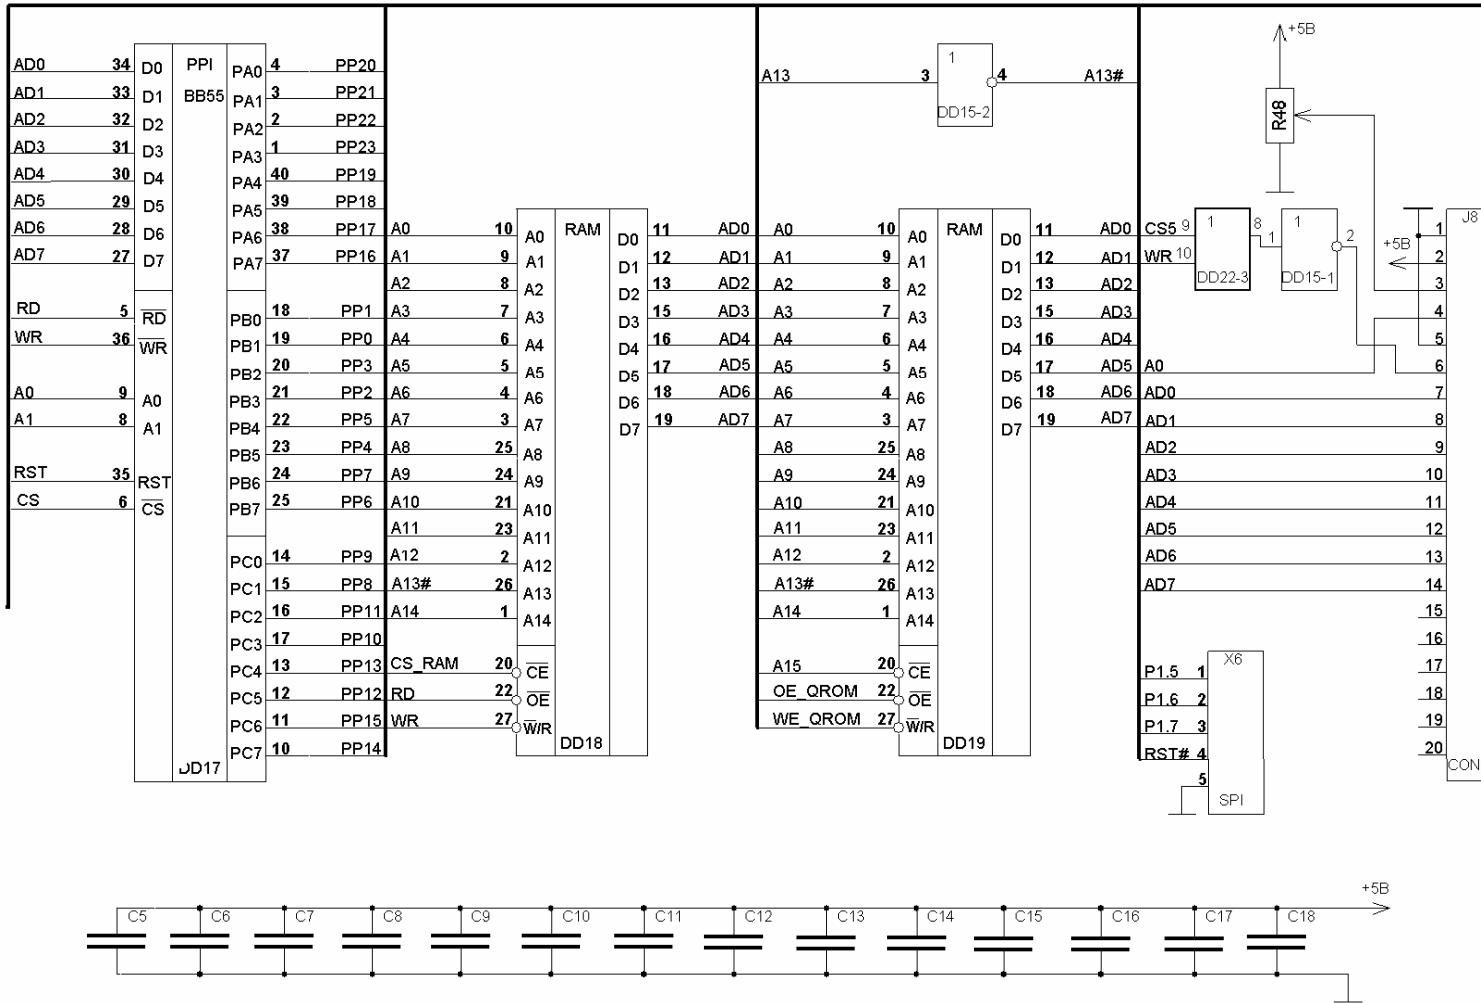 AD0 34 D0 PPI PA0 4 PP20
AD1 33 D1 BB55 PA1 3 PP21
AD2 32 D2 PA2 2 PP22
AD3 31 D3 PA3 1 PP23
AD4 30 D4 PA4 40 PP19
AD5 29 D5 PA5 39 PP18
AD6 28 D6 PA6 38 PP17
AD7 27 D7 PA7 37 PP16
RD 5 RD PB0 18 PP1
WR 36 WR PB1 19 PP0
PB2 20 PP3
A0 9 A0 PB3 21 PP2
A1 8 A1 PB4 22 PP5
PB5 23 PP4
RST 35 RST PB6 24 PP7
CS 6 CS PB7 25 PP6
PC0 14 PP9
PC1 15 PP8
PC2 16 PP11
PC3 17 PP10
PC4 13 PP13
PC5 12 PP12
PC6 11 PP15
PC7 10 PP14
DD17
A0 10 A0 RAM D0 11 AD0
A1 9 A1 D1 12 AD1
A2 8 A2 D2 13 AD2
A3 7 A3 D3 15 AD3
A4 6 A4 D4 16 AD4
A5 5 A5 D5 17 AD5
A6 4 A6 D6 18 AD6
A7 3 A7 D7 19 AD7
A8 25 A8
A9 24 A9
A10 21 A10
A11 23 A11
A12 2 A12
A13# 26 A13
A14 1 A14
CS_RAM 20 CE
RD 22 OE
WR 27 W/R
DD18
A13 3 1 4 A13#
DD15-2
A0 10 A0 RAM D0 11 AD0
A1 9 A1 D1 12 AD1
A2 8 A2 D2 13 AD2
A3 7 A3 D3 15 AD3
A4 6 A4 D4 16 AD4
A5 5 A5 D5 17 AD5
A6 4 A6 D6 18 AD6
A7 3 A7 D7 19 AD7
A8 25 A8
A9 24 A9
A10 21 A10
A11 23 A11
A12 2 A12
A13# 26 A13
A14 1 A14
A15 20 CE
OE_QROM 22 OE
WE_QROM 27 W/R
DD19
+5B
R48
CS5 9 1 8 1 1 2
WR 10
DD22-3 DD15-1
+5B
J8
1
2
3
4
5
A0 6
AD0 7
AD1 8
AD2 9
AD3 10
AD4 11
AD5 12
AD6 13
AD7 14
15
16
17
18
19
20
CON
X6
P1.5 1
P1.6 2
P1.7 3
RST# 4
5
SPI
+5B
C5 C6 C7 C8 C9 C10 C11 C12 C13 C14 C15 C16 C17 C18